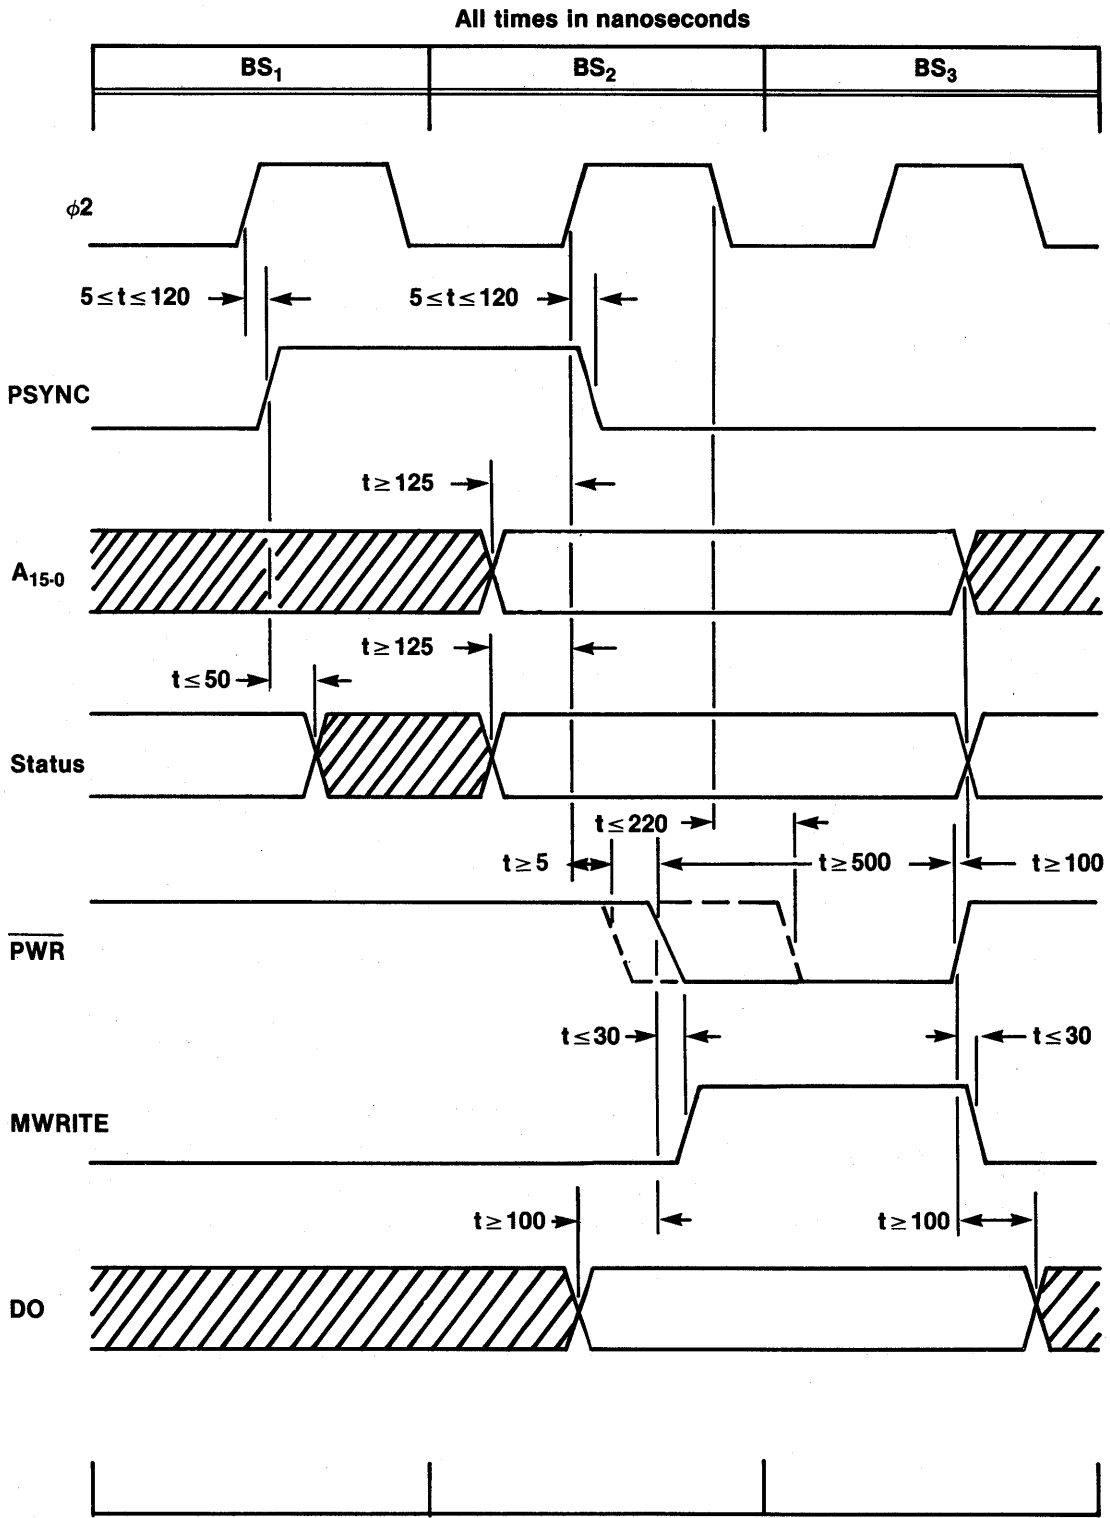 All times in nanoseconds
BS1 BS2 BS3
ϕ2
5≤t≤120 5≤t≤120
PSYNC
t≥125
A15-0
t≥125
t≤50
Status
t≤220
t≥5 t≥500 t≥100
PWR
t≤30 t≤30
MWRITE
t≥100 t≥100
DO